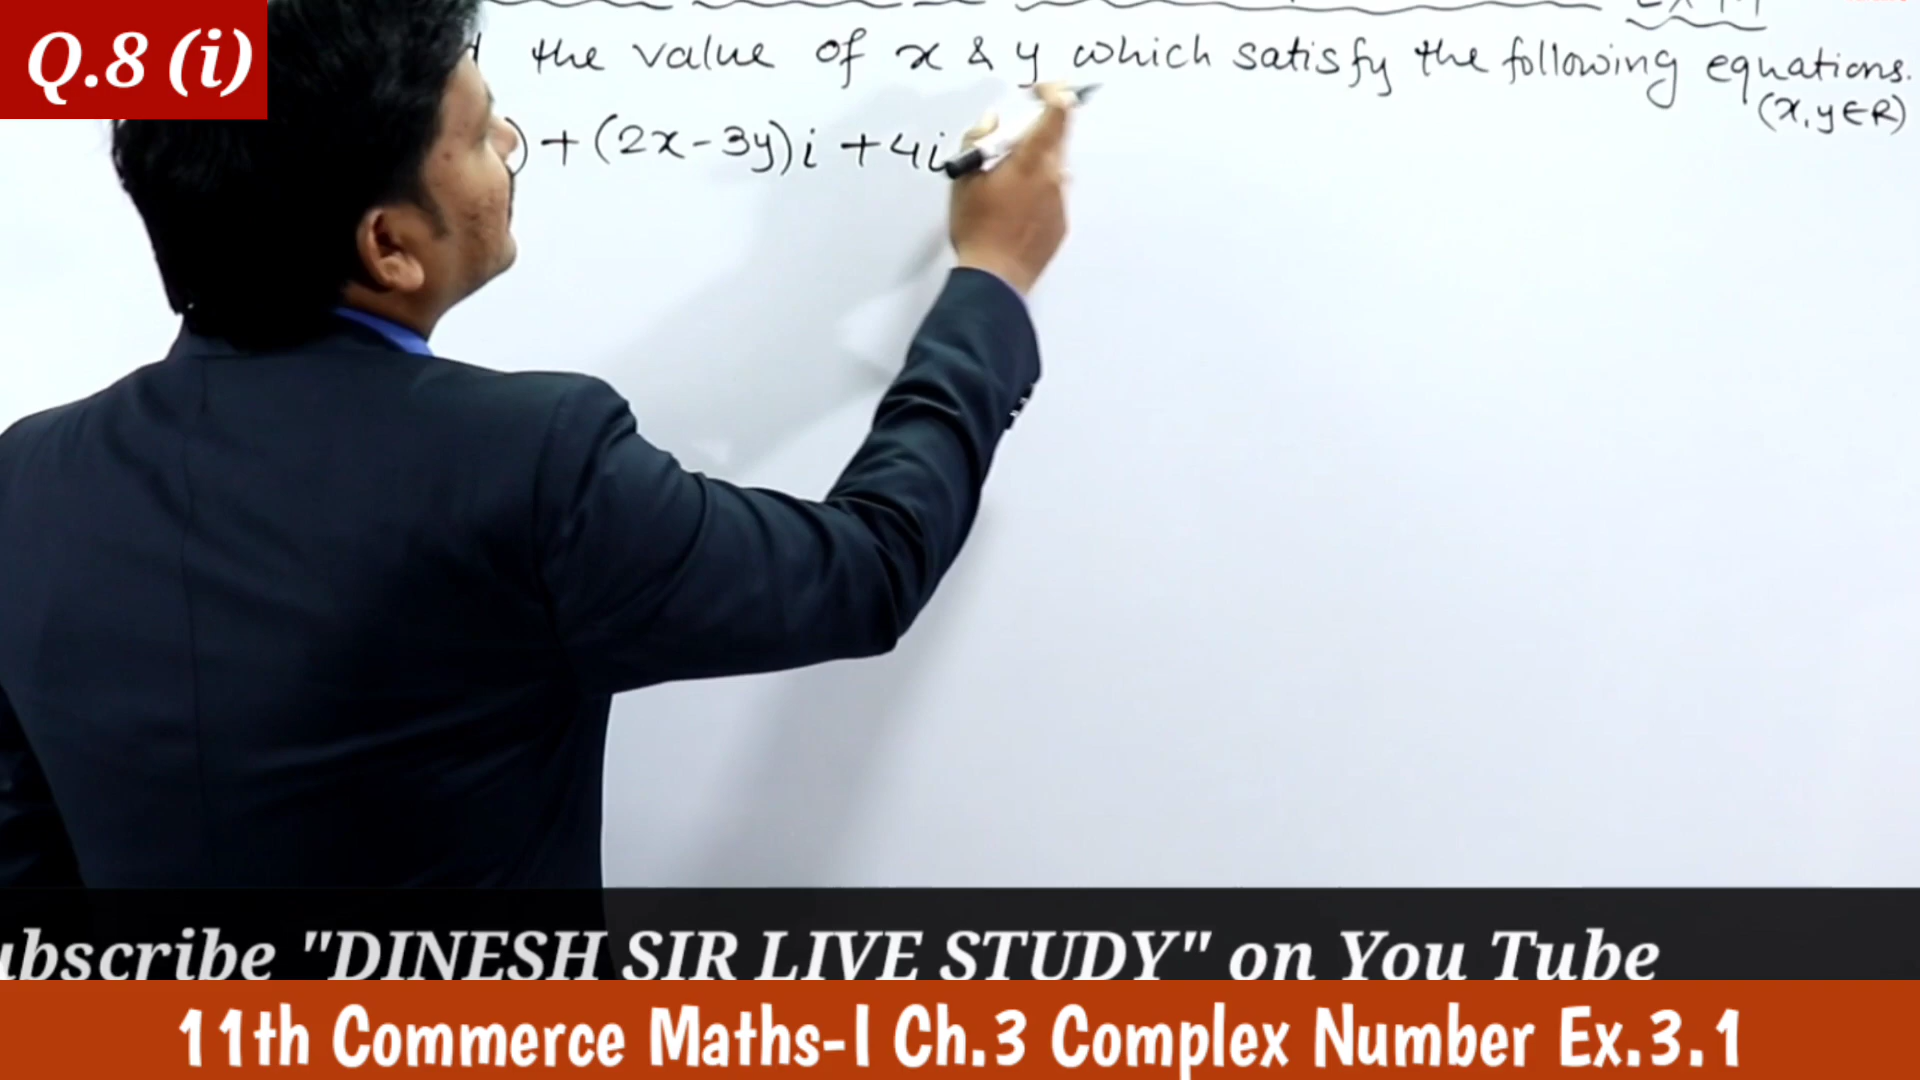 Q.8 (i)
the value of x & y which satisfy the following equations.
(x, y ∈ R)
) + (2x - 3y)i + 4i
ubscribe "DINESH SIR LIVE STUDY" on You Tube
11th Commerce Maths-I Ch.3 Complex Number Ex.3.1